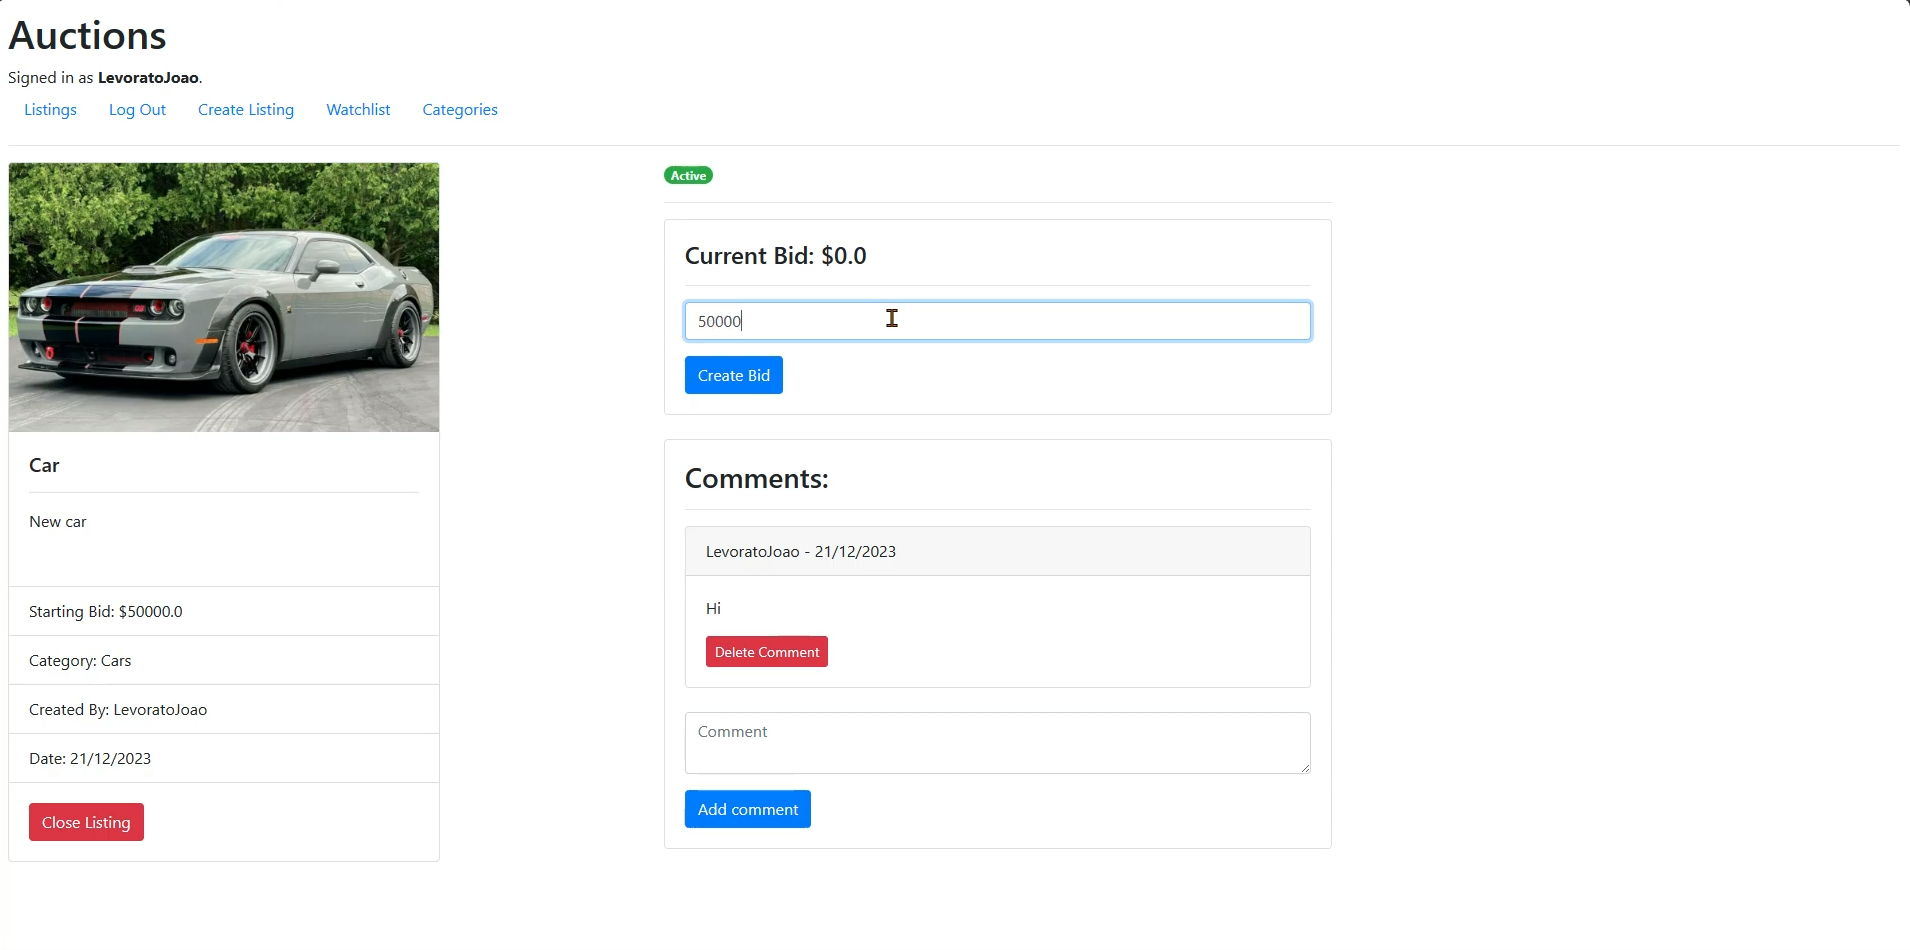 Auctions
Signed in as LevoratoJoao.
Listings Log Out Create Listing Watchlist Categories
Car
New car
Starting Bid: $50000.0
Category: Cars
Created By: LevoratoJoao
Date: 21/12/2023
Close Listing
Active
Current Bid: $0.0
50000
Create Bid
Comments:
LevoratoJoao - 21/12/2023
Hi
Delete Comment
Comment
Add comment